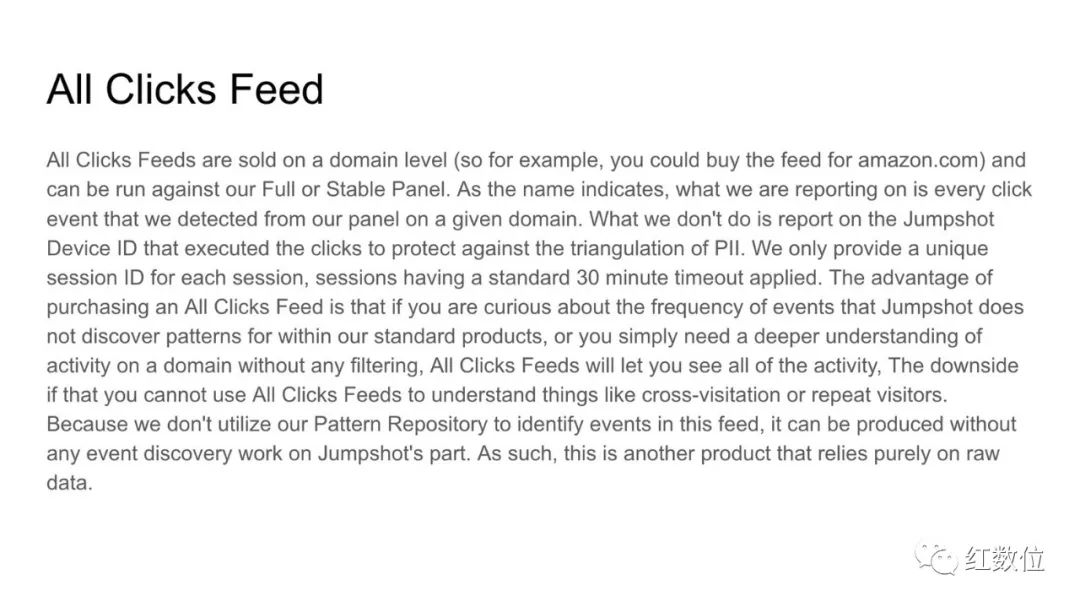 All Clicks Feed
All Clicks Feeds are sold on a domain level (so for example, you could buy the feed for amazon.com) and
can be run against our Full or Stable Panel. As the name indicates, what we are reporting on is every click
event that we detected from our panel on a given domain. What we don't do is report on the Jumpshot
Device ID that executed the clicks to protect against the triangulation of PII. We only provide a unique
session ID for each session, sessions having a standard 30 minute timeout applied. The advantage of
purchasing an All Clicks Feed is that if you are curious about the frequency of events that Jumpshot does
not discover patterns for within our standard products, or you simply need a deeper understanding of
activity on a domain without any filtering, All Clicks Feeds will let you see all of the activity, The downside
if that you cannot use All Clicks Feeds to understand things like cross-visitation or repeat visitors.
Because we don't utilize our Pattern Repository to identify events in this feed, it can be produced without
any event discovery work on Jumpshot's part. As such, this is another product that relies purely on raw
data.
红数位